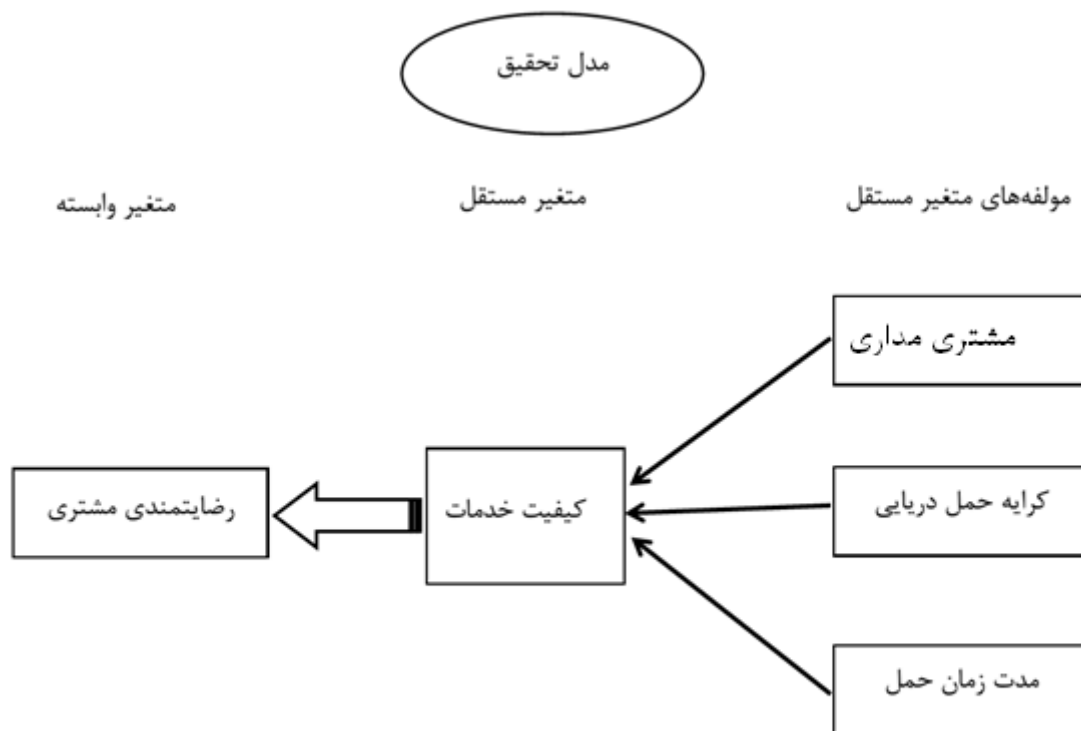 مدل تحقیق
مولفه‌های متغیر مستقل
متغیر مستقل
متغیر وابسته
مشتری مداری
کرایه حمل دریایی
کیفیت خدمات
رضایتمندی مشتری
مدت زمان حمل